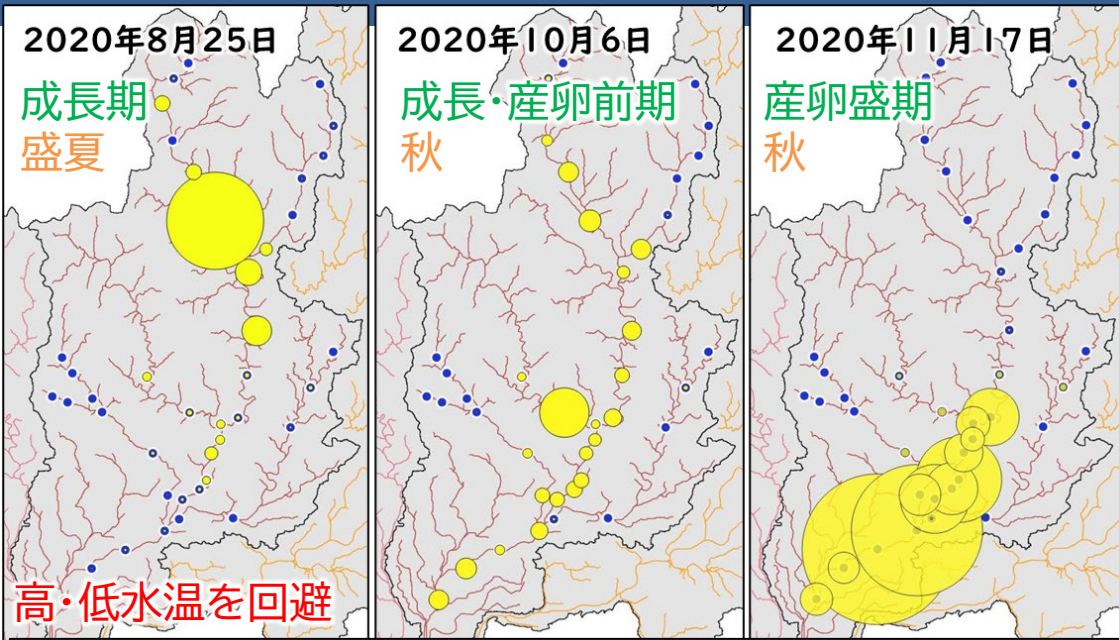 2020年8月25日
成長期
盛夏
高・低水温を回避
2020年10月6日
成長・産卵前期
秋
2020年11月17日
産卵盛期
秋